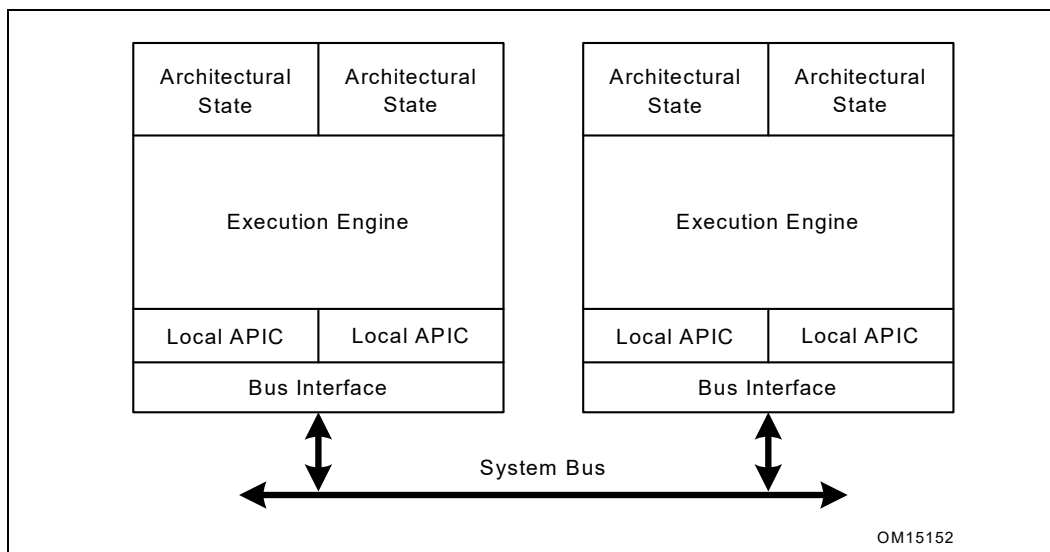 Architectural
State
Architectural
State
Architectural
State
Architectural
State
Execution Engine
Execution Engine
Local APIC
Local APIC
Local APIC
Local APIC
Bus Interface
Bus Interface
System Bus
OM15152